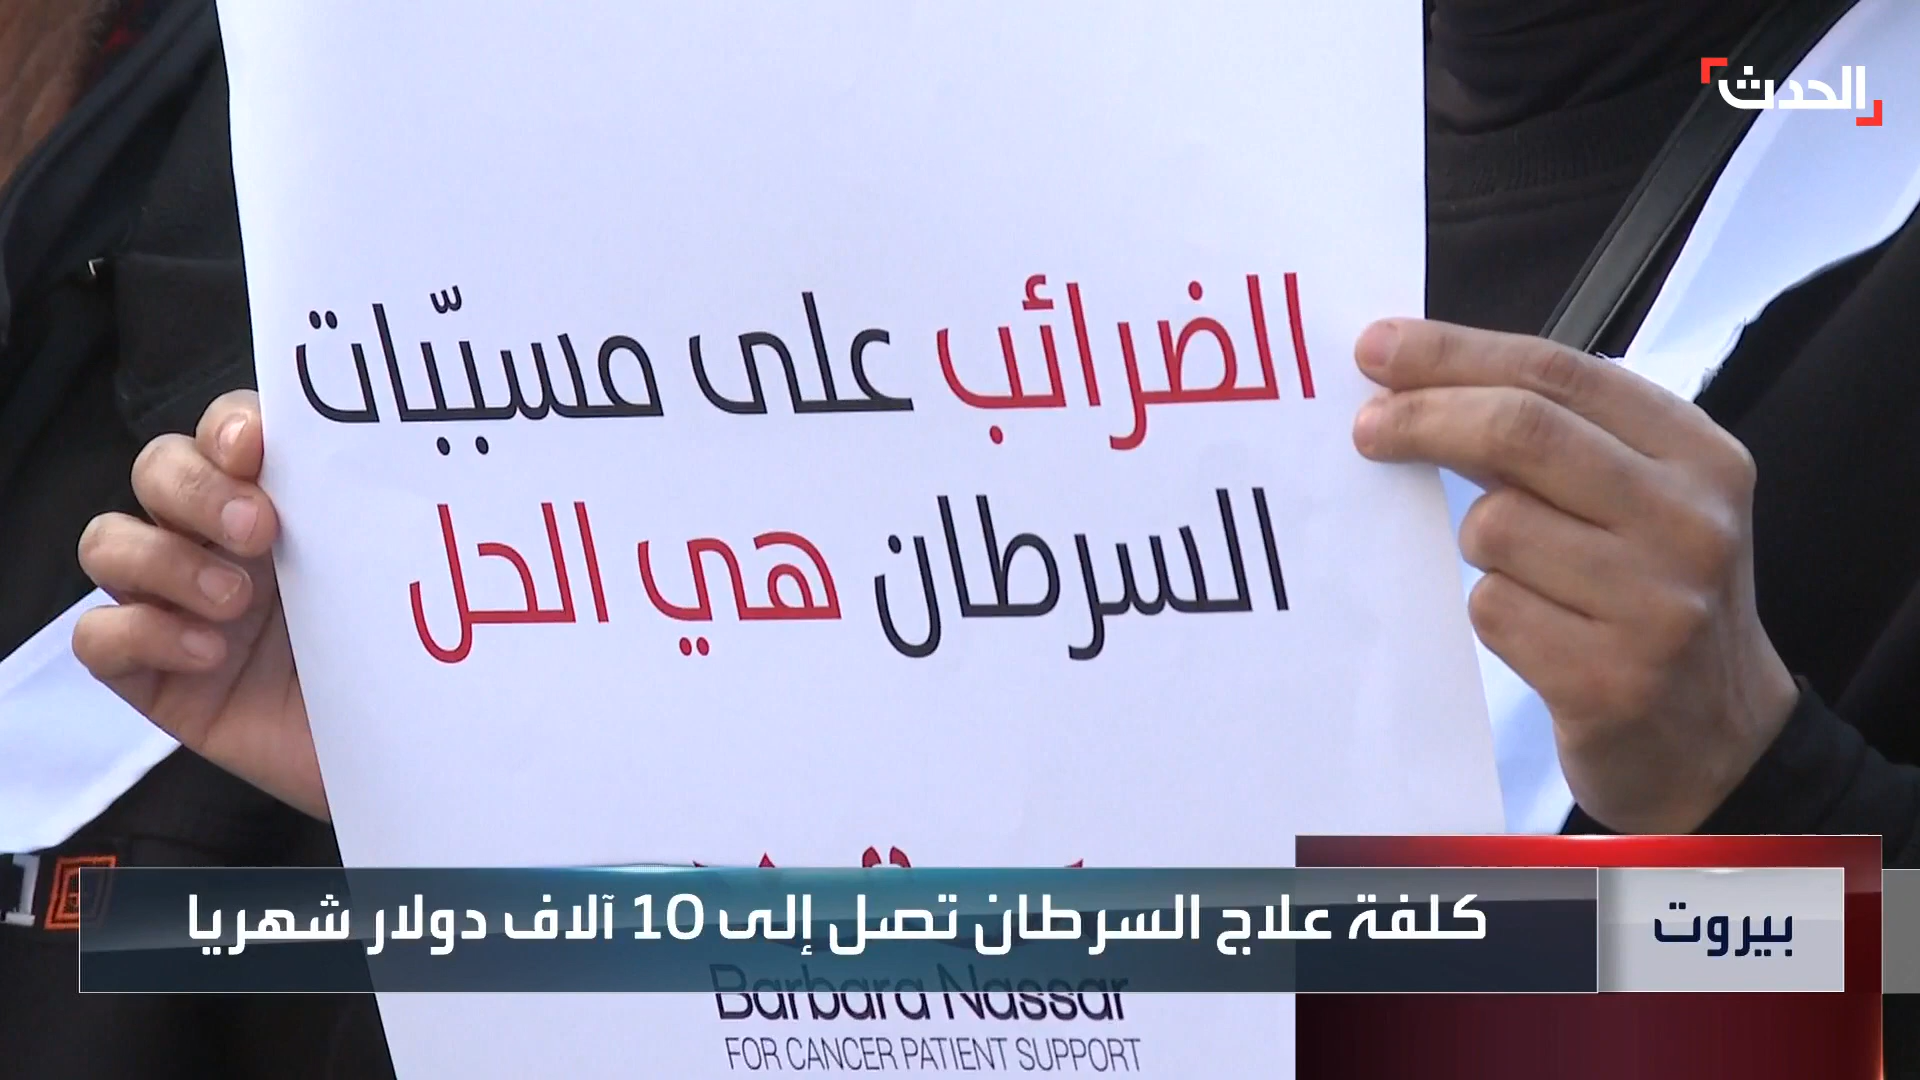 الحدث
الضرائب على مسبّبات
السرطان هي الحل
بيروت
كلفة علاج السرطان تصل إلى 10 آلاف دولار شهريا
Barbara Nassar
FOR CANCER PATIENT SUPPORT